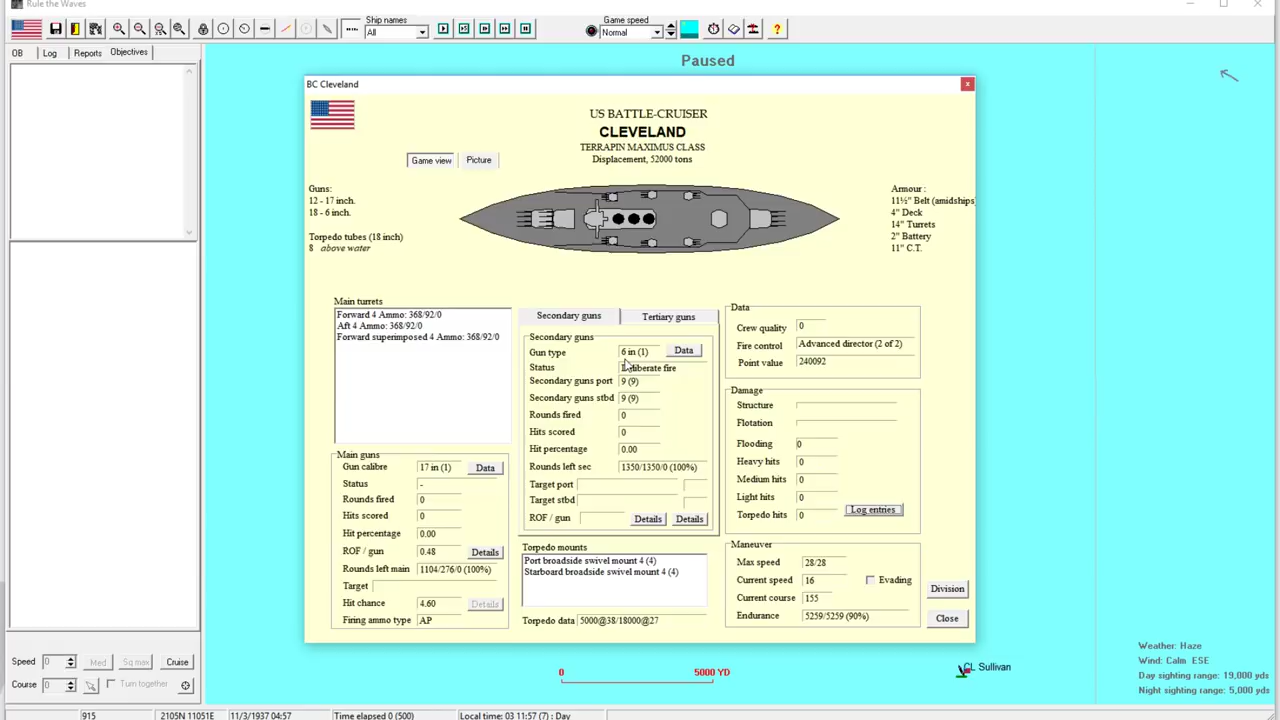 Rule the Waves
Ship names
All
Game speed
Normal
OB
Log
Reports
Objectives
Paused
BC Cleveland
US BATTLE-CRUISER
CLEVELAND
TERRAPIN MAXIMUS CLASS
Displacement, 52000 tons
Game view
Picture
Guns:
12 - 17 inch.
18 - 6 inch.
Torpedo tubes (18 inch)
8 above water
Armour :
11½" Belt (amidships)
4" Deck
14" Turrets
2" Battery
11" C.T.
Main turrets
Forward 4 Ammo: 368/92/0
Aft 4 Ammo: 368/92/0
Forward superimposed 4 Ammo: 368/92/0
Main guns
Gun calibre 17 in (1) Data
Status -
Rounds fired 0
Hits scored 0
Hit percentage 0.00
ROF / gun 0.48 Details
Rounds left main 1104/276/0 (100%)
Target
Hit chance 4.60 Details
Firing ammo type AP
Secondary guns
Tertiary guns
Secondary guns
Gun type 6 in (1) Data
Status Deliberate fire
Secondary guns port 9 (9)
Secondary guns stbd 9 (9)
Rounds fired 0
Hits scored 0
Hit percentage 0.00
Rounds left sec 1350/1350/0 (100%)
Target port
Target stbd
ROF / gun Details Details
Torpedo mounts
Port broadside swivel mount 4 (4)
Starboard broadside swivel mount 4 (4)
Torpedo data 5000@38/18000@27
Data
Crew quality 0
Fire control Advanced director (2 of 2)
Point value 240092
Damage
Structure
Flotation
Flooding 0
Heavy hits 0
Medium hits 0
Light hits 0
Torpedo hits 0
Log entries
Maneuver
Max speed 28/28
Current speed 16
Evading
Current course 155
Endurance 5259/5259 (90%)
Division
Close
0
5000 YD
CL Sullivan
Weather: Haze
Wind: Calm ESE
Day sighting range: 19,000 yds
Night sighting range: 5,000 yds
Speed 0 Med Sq max Cruise
Course 0 Turn together
915
2105N 11051E
11/3/1937 04:57
Time elapsed 0 (500)
Local time: 03 11:57 (7) : Day